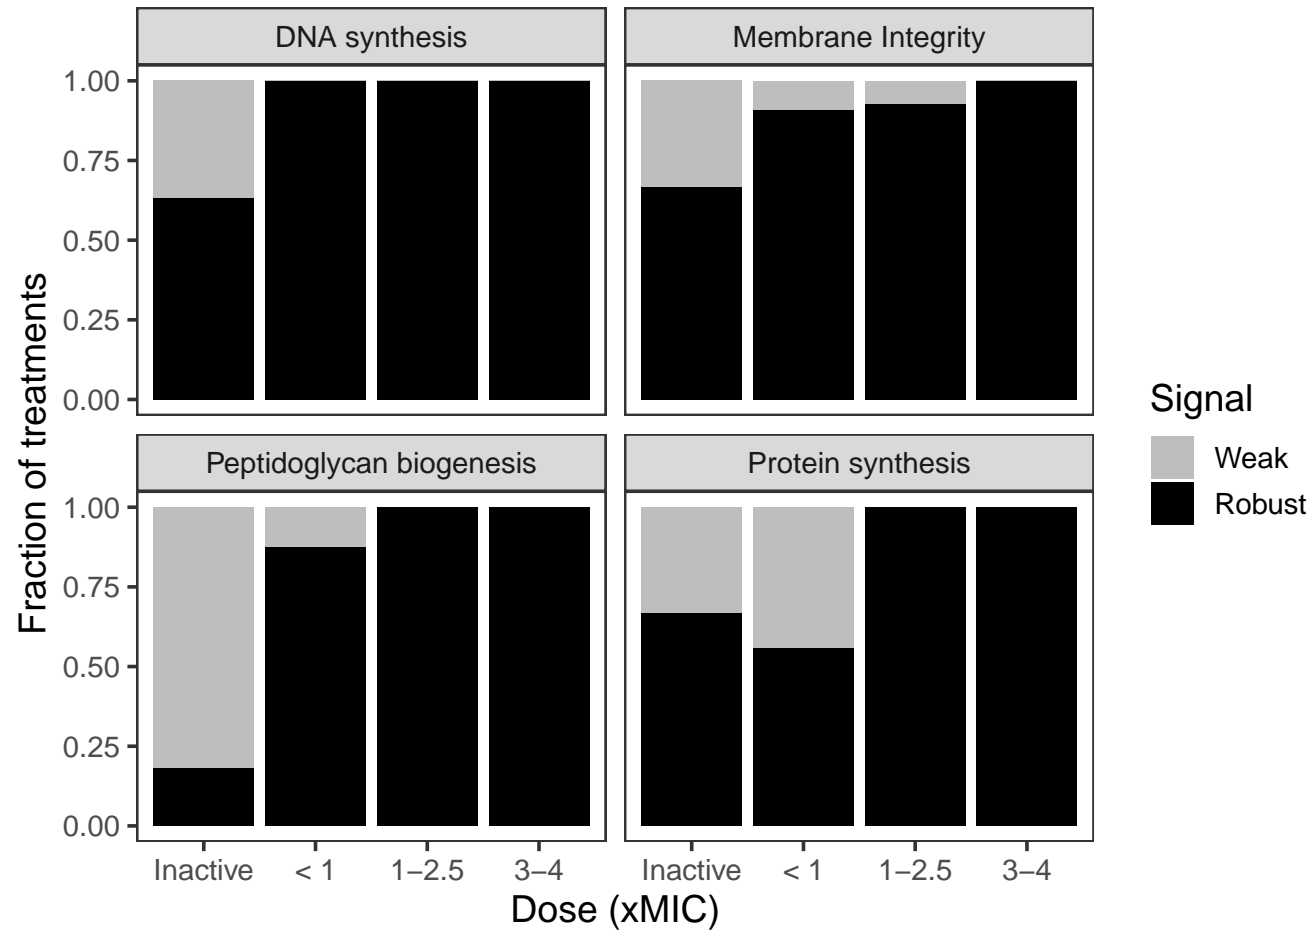 DNA synthesis
Membrane Integrity
1.00
0.75
0.50
0.25
0.00
Peptidoglycan biogenesis
Protein synthesis
1.00
0.75
0.50
0.25
0.00
Inactive
< 1
1−2.5
3−4
Inactive
< 1
1−2.5
3−4
Dose (xMIC)
Fraction of treatments
Signal
Weak
Robust